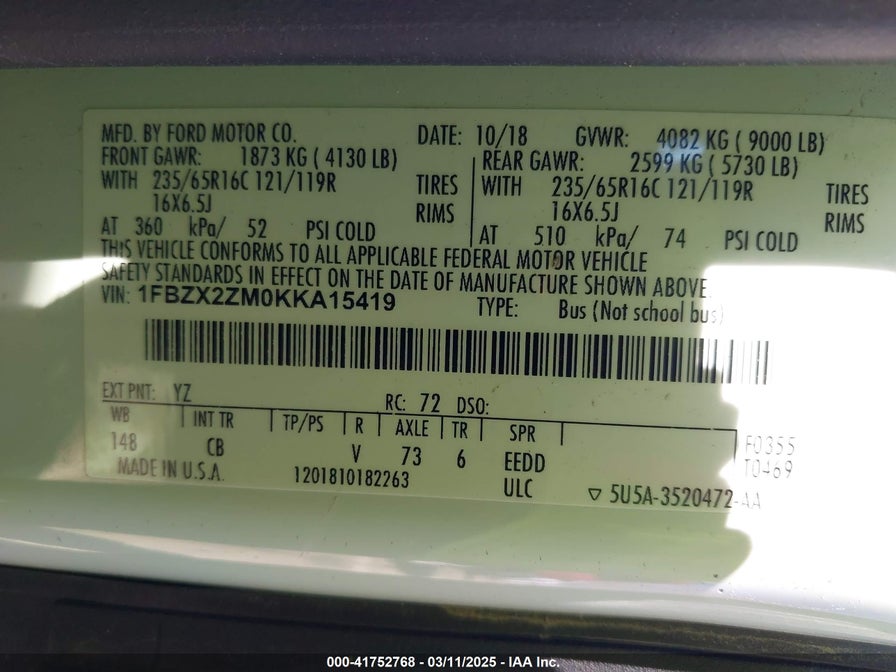 MFD. BY FORD MOTOR CO. DATE: 10/18 GVWR: 4082 KG ( 9000 LB)
FRONT GAWR: 1873 KG ( 4130 LB) REAR GAWR: 2599 KG ( 5730 LB)
WITH 235/65R16C 121/119R TIRES WITH 235/65R16C 121/119R TIRES
16X6.5J RIMS 16X6.5J RIMS
AT 360 kPa/ 52 PSI COLD AT 510 kPa/ 74 PSI COLD
THIS VEHICLE CONFORMS TO ALL APPLICABLE FEDERAL MOTOR VEHICLE
SAFETY STANDARDS IN EFFECT ON THE DATE OF MANUFACTURE SHOWN ABOVE.
VIN: 1FBZX2ZM0KKA15419 TYPE: Bus (Not school bus)
EXT PNT: YZ RC: 72 DSO:
WB INT TR TP/PS R AXLE TR SPR
148 CB V 73 6 EEDD F0355
MADE IN U.S.A. 1201810182263 ULC T0469
5U5A-3520472-AA
000-41752768 - 03/11/2025 - IAA Inc.